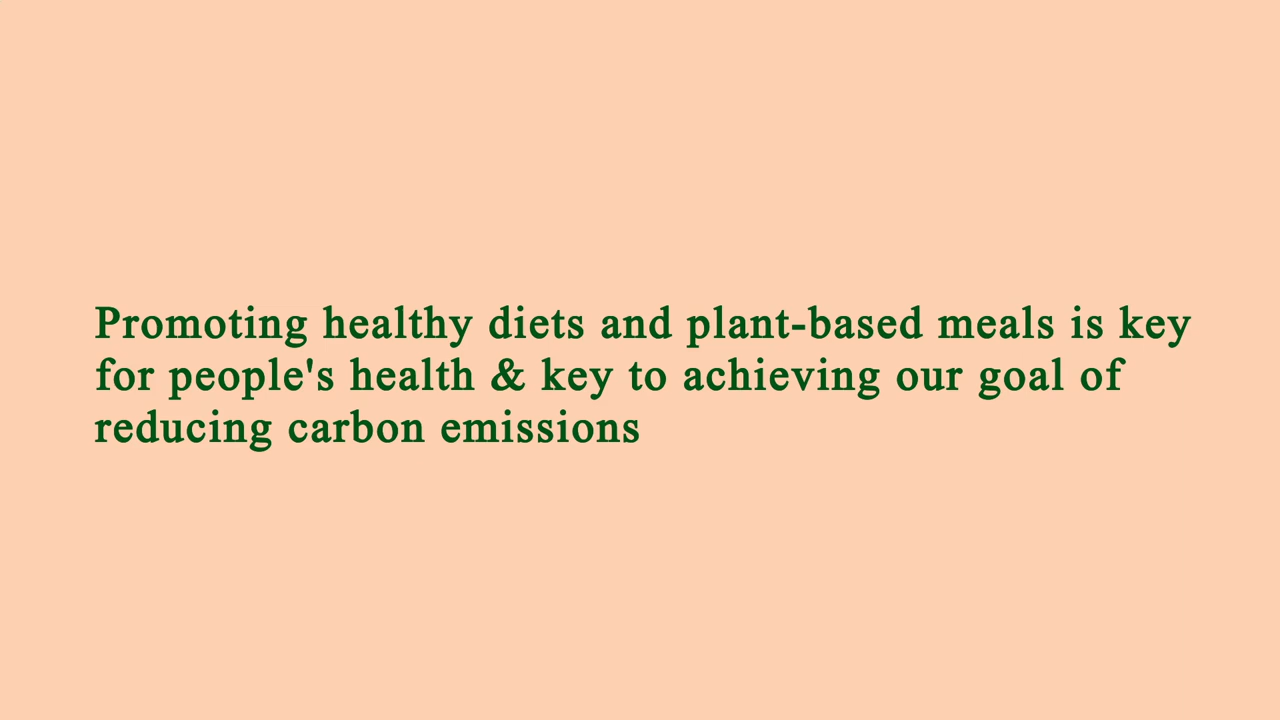 Promoting healthy diets and plant-based meals is key
for people's health & key to achieving our goal of
reducing carbon emissions